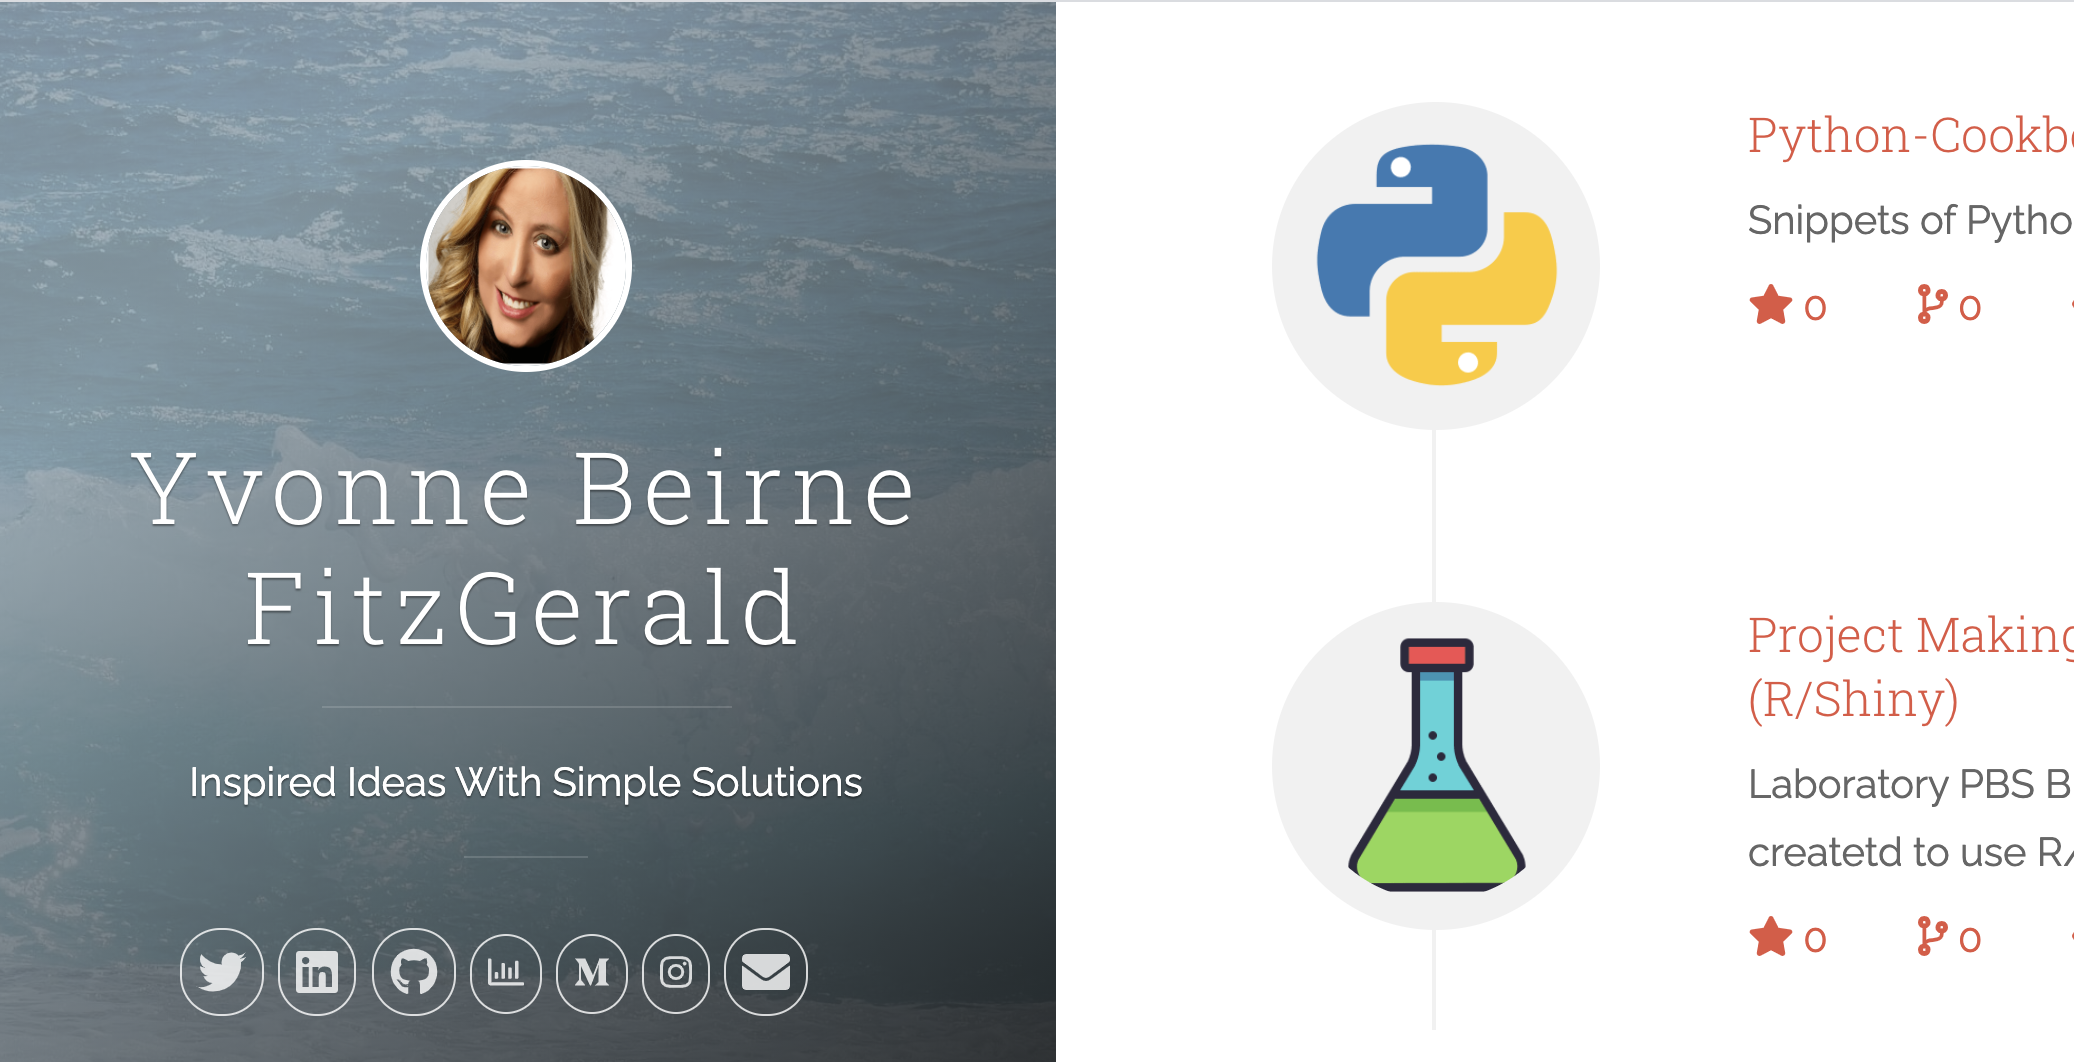 Yvonne Beirne
FitzGerald
Inspired Ideas With Simple Solutions
Python-Cookb
Snippets of Pytho
0 0
Project Making
(R/Shiny)
Laboratory PBS B
createtd to use R/
0 0